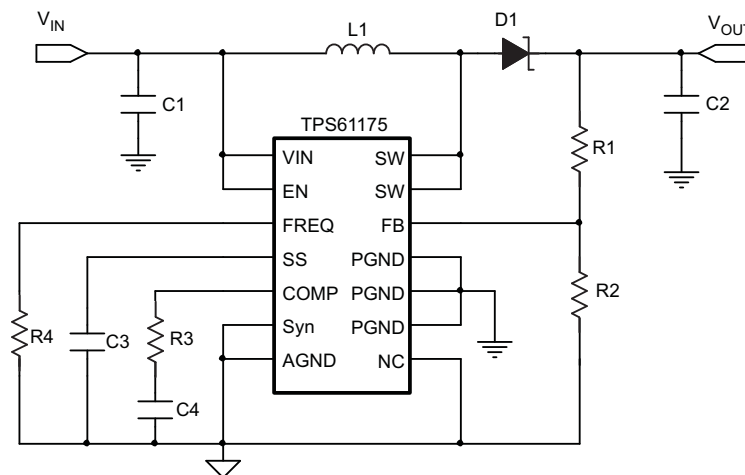 VIN
L1
D1
VOUT
C1
C2
TPS61175
R1
VIN
SW
EN
SW
FREQ
FB
SS
PGND
COMP
PGND
R2
R4
C3
R3
Syn
PGND
AGND
NC
C4